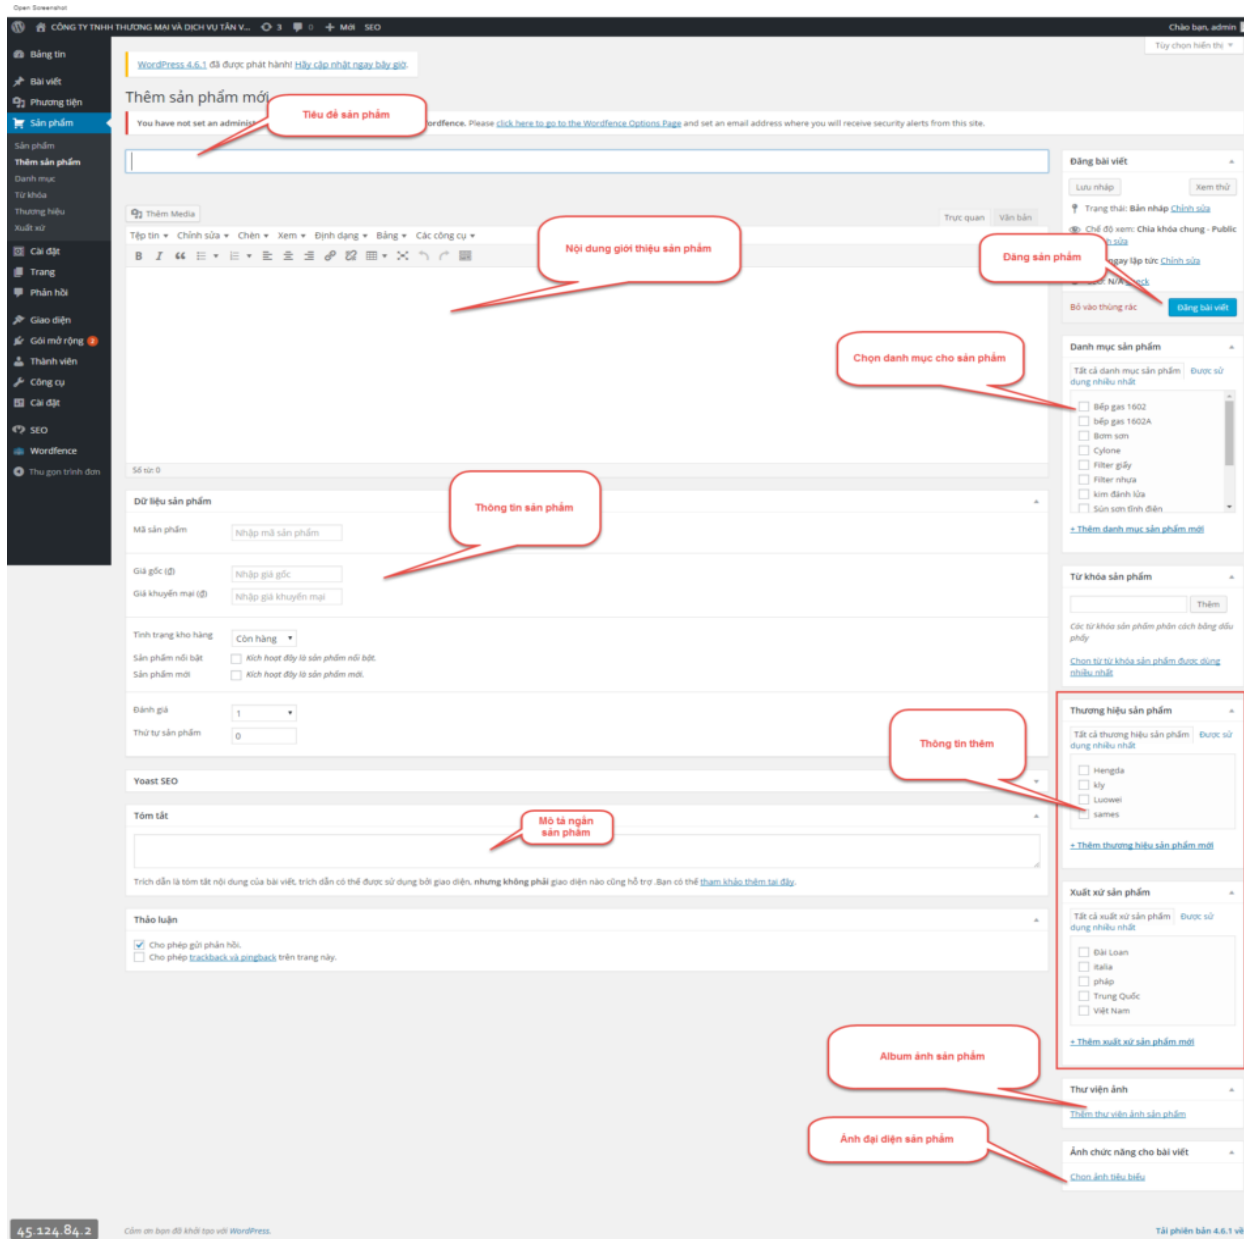 Open Screenshot
CÔNG TY TNHH THƯƠNG MẠI VÀ DỊCH VỤ TÂN V... 3 0 + Mới SEO
Chào bạn, admin
Tùy chọn hiển thị
Bảng tin
Bài viết
Phương tiện
Sản phẩm
Sản phẩm
Thêm sản phẩm
Danh mục
Từ khóa
Thương hiệu
Xuất xứ
Cài đặt
Trang
Phản hồi
Giao diện
Gói mở rộng 2
Thành viên
Công cụ
Cài đặt
SEO
Wordfence
Thu gọn trình đơn
WordPress 4.6.1 đã được phát hành! Hãy cập nhật ngay bây giờ.
Thêm sản phẩm mới
Tiêu đề sản phẩm
You have not set an administ
ordfence. Please click here to go to the Wordfence Options Page and set an email address where you will receive security alerts from this site.
Thêm Media
Trực quan Văn bản
Tệp tin Chỉnh sửa Chèn Xem Định dạng Bảng Các công cụ
B I
Nội dung giới thiệu sản phẩm
Số từ: 0
Dữ liệu sản phẩm
Thông tin sản phẩm
Mã sản phẩm Nhập mã sản phẩm
Giá gốc (₫) Nhập giá gốc
Giá khuyến mại (₫) Nhập giá khuyến mại
Tình trạng kho hàng Còn hàng
Sản phẩm nổi bật Kích hoạt đây là sản phẩm nổi bật.
Sản phẩm mới Kích hoạt đây là sản phẩm mới.
Đánh giá 1
Thứ tự sản phẩm 0
Yoast SEO
Tóm tắt
Mô tả ngắn
sản phẩm
Trích dẫn là tóm tắt nội dung của bài viết, trích dẫn có thể được sử dụng bởi giao diện, nhưng không phải giao diện nào cũng hỗ trợ .Bạn có thể tham khảo thêm tại đây.
Thảo luận
Cho phép gửi phản hồi.
Cho phép trackback và pingback trên trang này.
Đăng bài viết
Lưu nháp Xem thử
Trạng thái: Bản nháp Chỉnh sửa
Chế độ xem: Chìa khóa chung - Public
nh sửa
Đăng sản phẩm
ngay lập tức Chỉnh sửa
SEO: N/A
Bỏ vào thùng rác Đăng bài viết
Danh mục sản phẩm
Chọn danh mục cho sản phẩm
Tất cả danh mục sản phẩm Được sử
dụng nhiều nhất
Bếp gas 1602
bếp gas 1602A
Bơm sơn
Cylone
Filter giấy
Filter nhựa
kim đánh lửa
Sún sơn tĩnh điện
+ Thêm danh mục sản phẩm mới
Từ khóa sản phẩm
Thêm
Các từ khóa sản phẩm phân cách bằng dấu
phẩy
Chọn từ từ khóa sản phẩm được dùng
nhiều nhất
Thương hiệu sản phẩm
Tất cả thương hiệu sản phẩm Được sử
dụng nhiều nhất
Thông tin thêm
Hengda
kly
Luowei
sames
+ Thêm thương hiệu sản phẩm mới
Xuất xứ sản phẩm
Tất cả xuất xứ sản phẩm Được sử
dụng nhiều nhất
Đài Loan
Italia
pháp
Trung Quốc
Việt Nam
+ Thêm xuất xứ sản phẩm mới
Album ảnh sản phẩm
Thư viện ảnh
Thêm thư viện ảnh sản phẩm
Ảnh đại diện sản phẩm
Ảnh chức năng cho bài viết
Chọn ảnh tiêu biểu
45.124.84.2
Cảm ơn bạn đã khởi tạo với WordPress.
Tải phiên bản 4.6.1 về